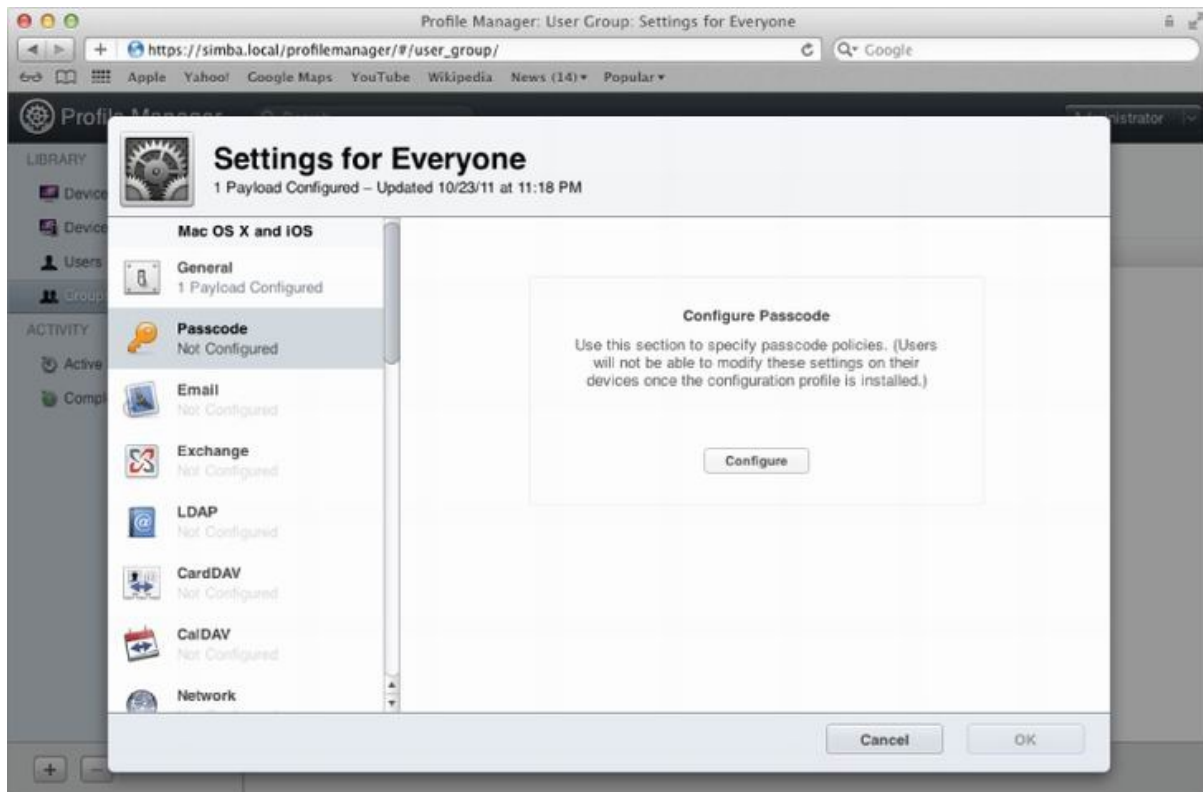 Profile Manager: User Group: Settings for Everyone
https://simba.local/profilemanager/#/user_group/
Google
Apple Yahoo! Google Maps YouTube Wikipedia News (14) Popular
Profile Manager
Administrator
LIBRARY
Device
Device
Users
Group
ACTIVITY
Active
Compl
Settings for Everyone
1 Payload Configured – Updated 10/23/11 at 11:18 PM
Mac OS X and iOS
General
1 Payload Configured
Passcode
Not Configured
Email
Not Configured
Exchange
Not Configured
LDAP
Not Configured
CardDAV
Not Configured
CalDAV
Not Configured
Network
Configure Passcode
Use this section to specify passcode policies. (Users
will not be able to modify these settings on their
devices once the configuration profile is installed.)
Configure
Cancel
OK